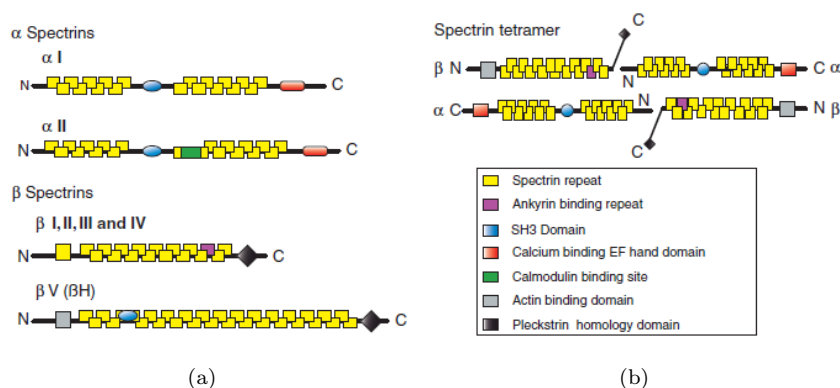 (a)
α Spectrins
α I
N C
α II
N C
β Spectrins
β I, II, III and IV
N C
β V (ßH)
N C
(b)
Spectrin tetramer
C
β N N C α
α C N N β
C
Spectrin repeat
Ankyrin binding repeat
SH3 Domain
Calcium binding EF hand domain
Calmodulin binding site
Actin binding domain
Pleckstrin homology domain
(a)
(b)